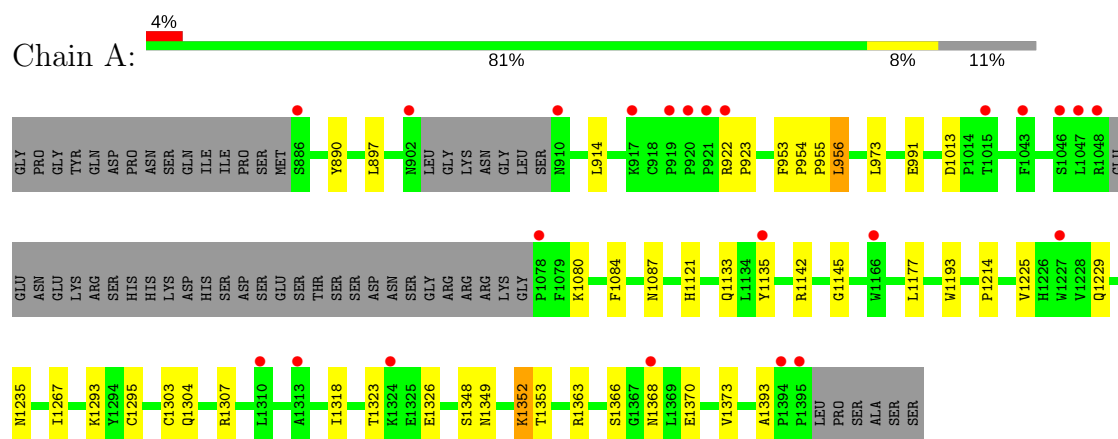 4%
Chain A:
81% 8% 11%
GLY PRO GLY TYR GLN ASP PRO ASN SER GLN ILE ILE PRO SER MET S886 Y890 L897 N902 LEU GLY LYS ASN GLY LEU SER N910 L914 K917 C918 P919 P920 P921 R922 P923 F953 P954 P955 L956 L973 E991 D1013 P1014 T1015 F1043 S1046 L1047 R1048 GLU
GLU ASN GLU LYS ARG SER HIS HIS LYS ASP HIS SER ASP SER GLU SER THR SER SER ASP ASN SER GLY ARG ARG ARG LYS GLY P1078 F1079 K1080 F1084 N1087 H1121 Q1133 L1134 Y1135 R1142 G1145 W1166 L1177 W1193 P1214 V1225 H1226 W1227 V1228 Q1229
N1235 I1267 K1293 Y1294 C1295 C1303 Q1304 R1307 L1310 A1313 I1318 T1323 K1324 E1325 E1326 S1348 N1349 K1352 T1353 R1363 S1366 G1367 N1368 L1369 E1370 V1373 A1393 P1394 P1395 LEU PRO SER ALA SER SER